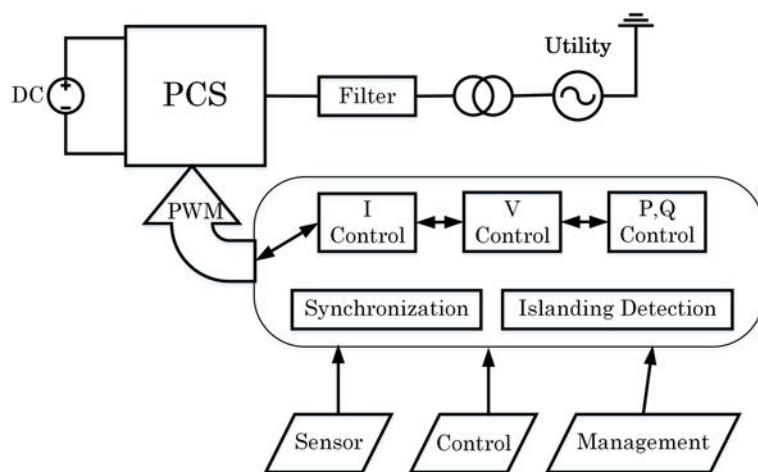 Utility
DC
+
−
PCS
Filter
PWM
I
Control
V
Control
P,Q
Control
Synchronization
Islanding Detection
Sensor
Control
Management